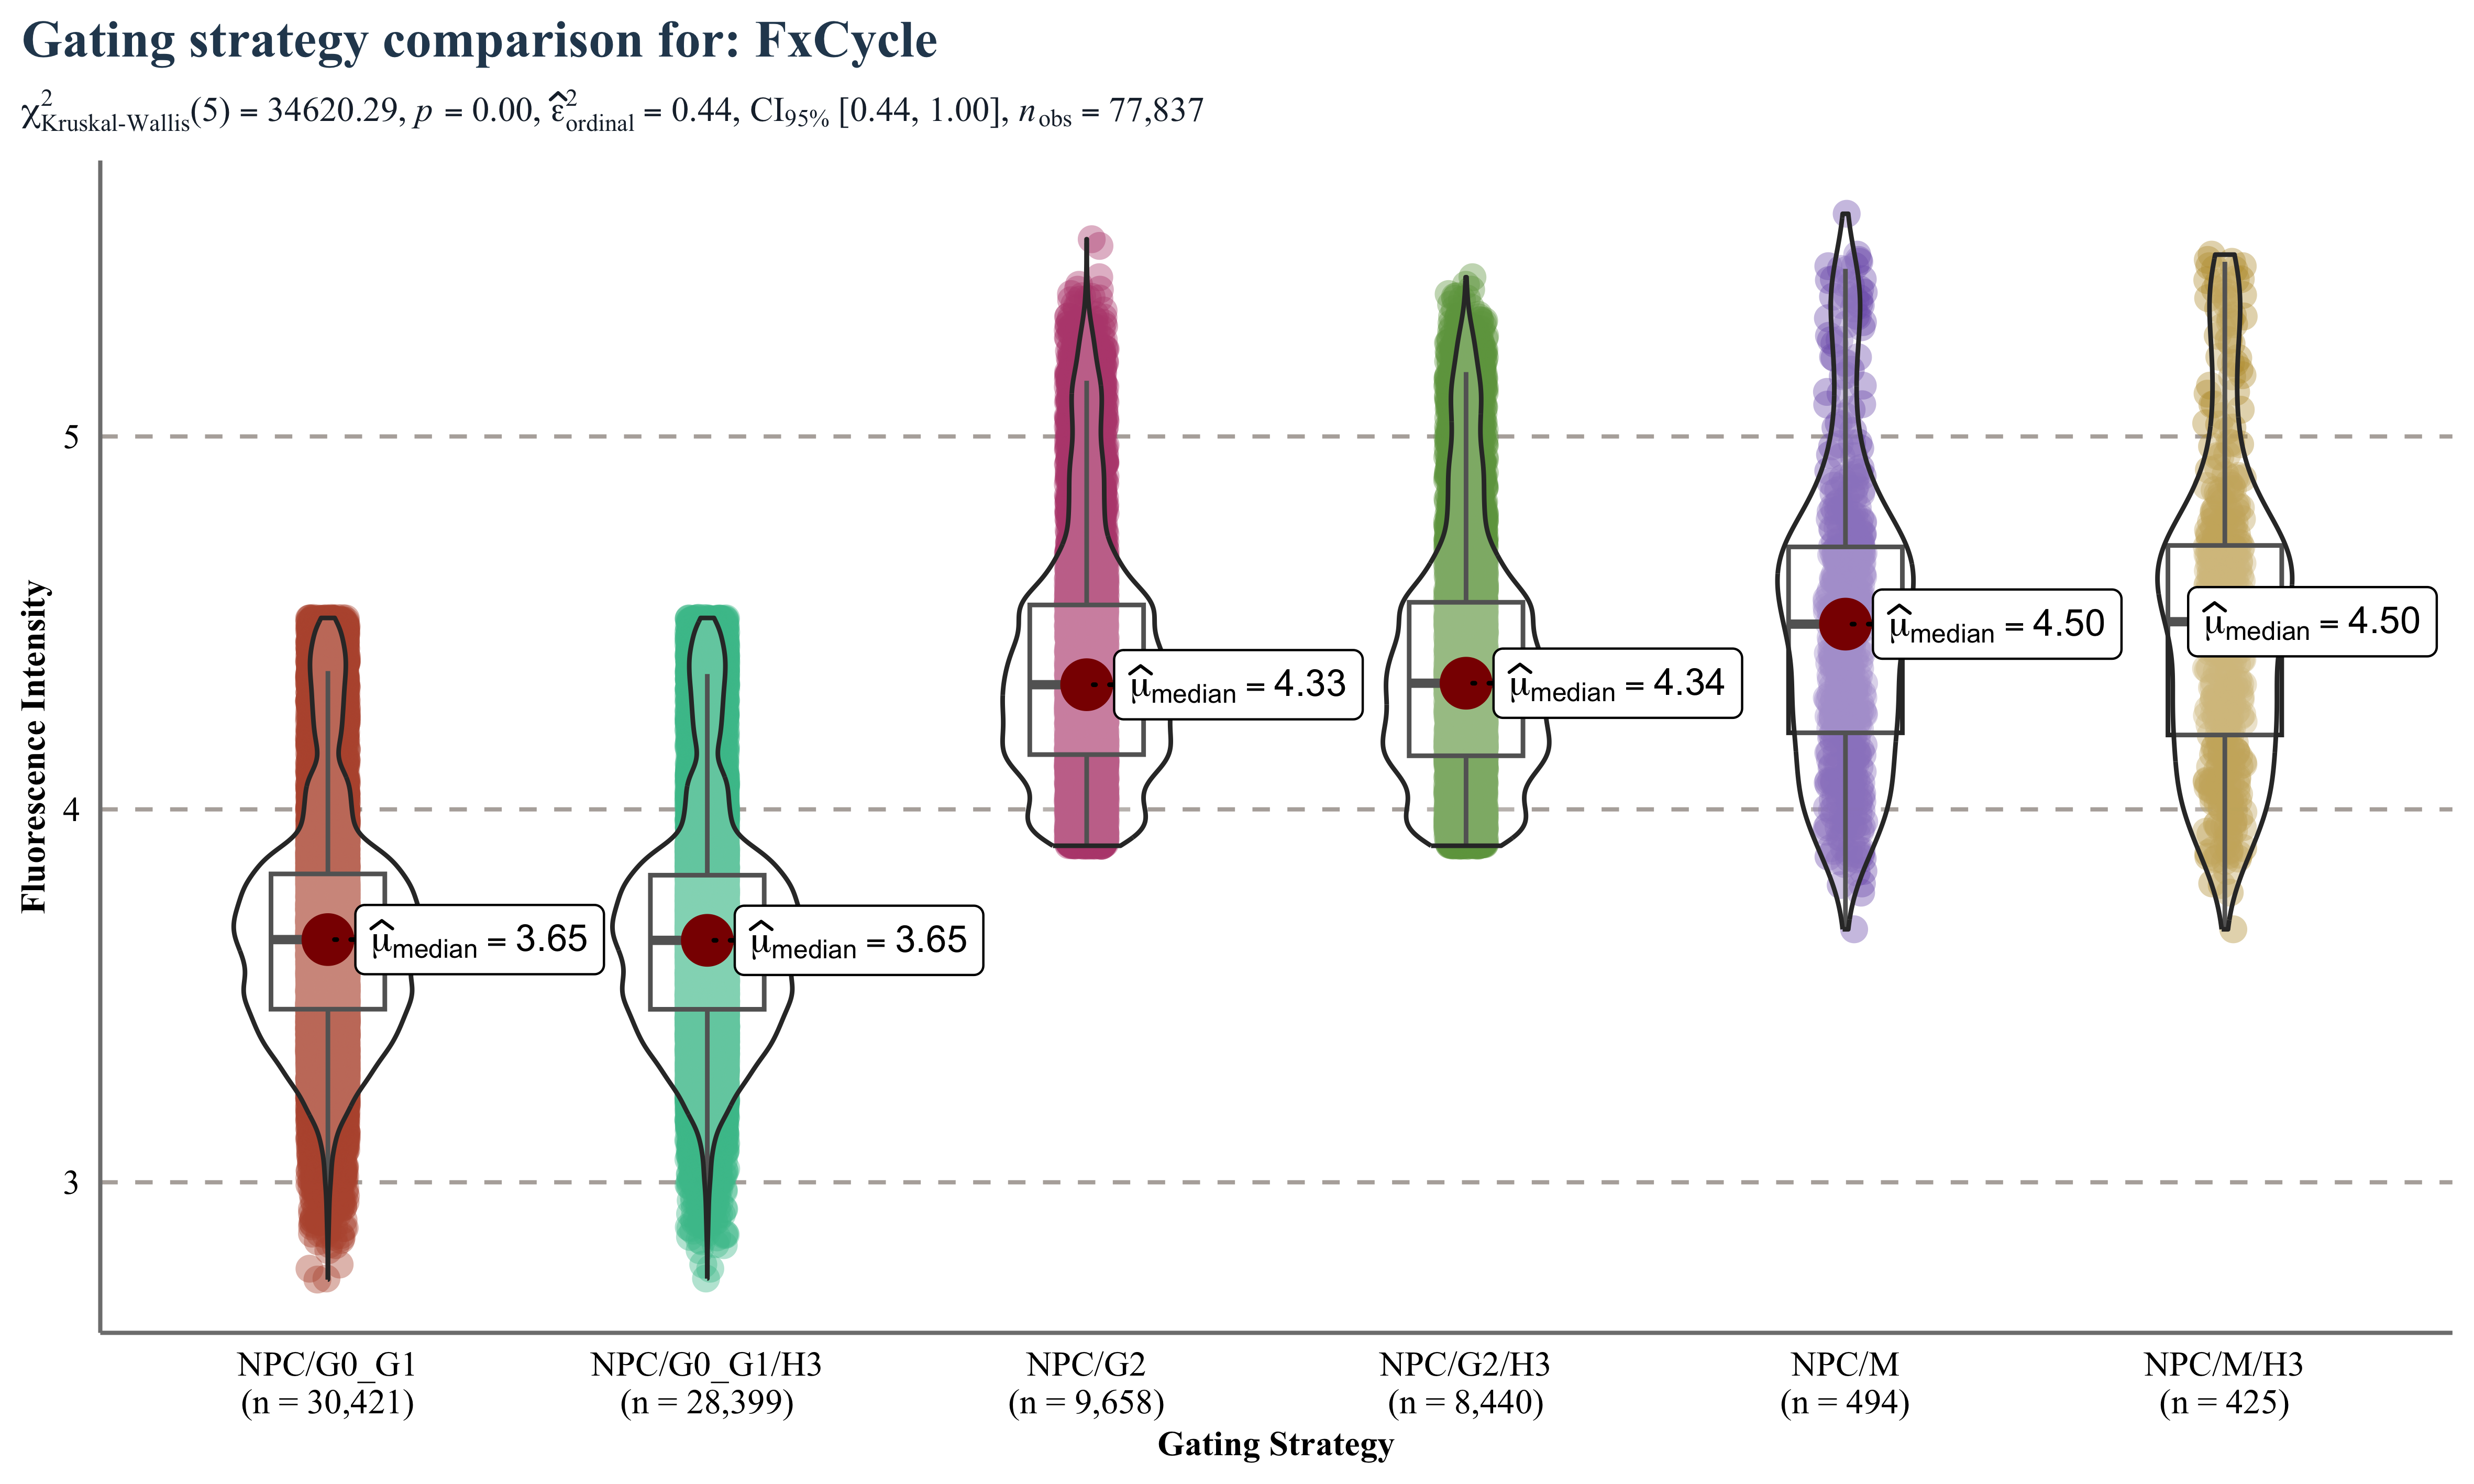 Gating strategy comparison for: FxCycle
χ²Kruskal-Wallis(5) = 34620.29, p = 0.00, ε̂²ordinal = 0.44, CI95% [0.44, 1.00], nobs = 77,837
Fluorescence Intensity
5
4
3
μ̂median = 3.65
μ̂median = 3.65
μ̂median = 4.33
μ̂median = 4.34
μ̂median = 4.50
μ̂median = 4.50
NPC/G0_G1
(n = 30,421)
NPC/G0_G1/H3
(n = 28,399)
NPC/G2
(n = 9,658)
NPC/G2/H3
(n = 8,440)
NPC/M
(n = 494)
NPC/M/H3
(n = 425)
Gating Strategy